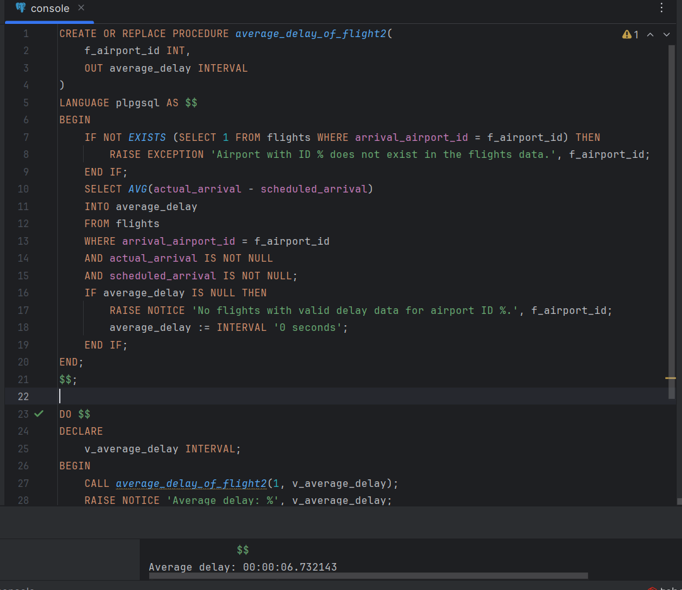 console
1
1 CREATE OR REPLACE PROCEDURE average_delay_of_flight2(
2 f_airport_id INT,
3 OUT average_delay INTERVAL
4 )
5 LANGUAGE plpgsql AS $$
6 BEGIN
7 IF NOT EXISTS (SELECT 1 FROM flights WHERE arrival_airport_id = f_airport_id) THEN
8 RAISE EXCEPTION 'Airport with ID % does not exist in the flights data.', f_airport_id;
9 END IF;
10 SELECT AVG(actual_arrival - scheduled_arrival)
11 INTO average_delay
12 FROM flights
13 WHERE arrival_airport_id = f_airport_id
14 AND actual_arrival IS NOT NULL
15 AND scheduled_arrival IS NOT NULL;
16 IF average_delay IS NULL THEN
17 RAISE NOTICE 'No flights with valid delay data for airport ID %.', f_airport_id;
18 average_delay := INTERVAL '0 seconds';
19 END IF;
20 END;
21 $$;
22
23 DO $$
24 DECLARE
25 v_average_delay INTERVAL;
26 BEGIN
27 CALL average_delay_of_flight2(1, v_average_delay);
28 RAISE NOTICE 'Average delay: %', v_average_delay;
$$
Average delay: 00:00:06.732143